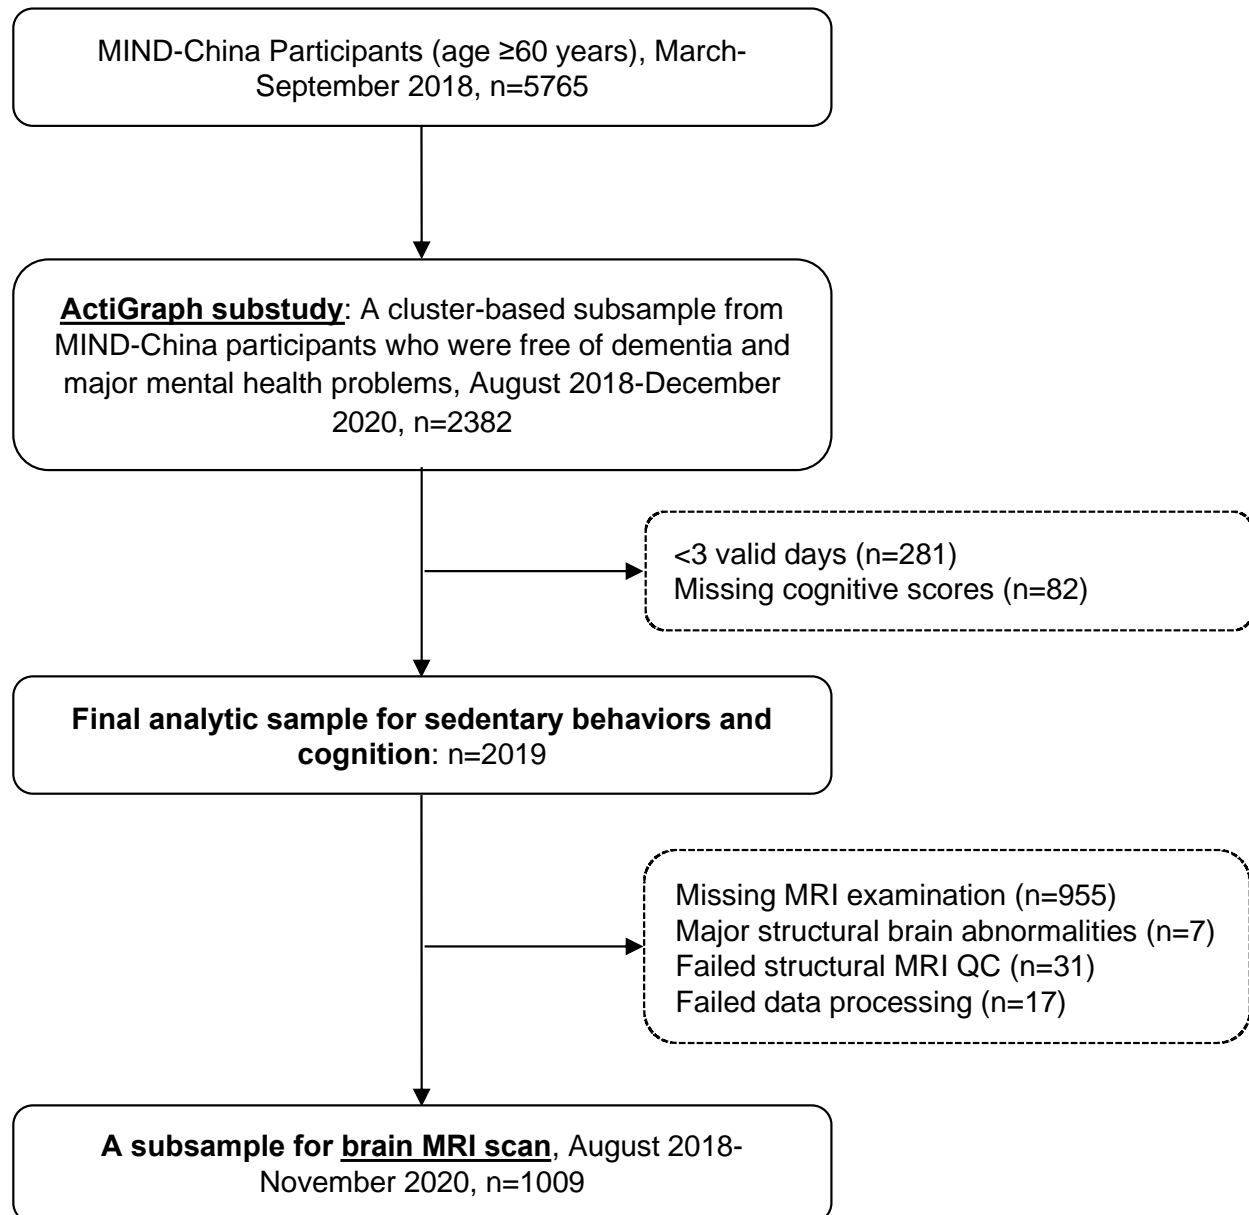 MIND-China Participants (age ≥60 years), March-
September 2018, n=5765
ActiGraph substudy: A cluster-based subsample from
MIND-China participants who were free of dementia and
major mental health problems, August 2018-December
2020, n=2382
<3 valid days (n=281)
Missing cognitive scores (n=82)
Final analytic sample for sedentary behaviors and
cognition: n=2019
Missing MRI examination (n=955)
Major structural brain abnormalities (n=7)
Failed structural MRI QC (n=31)
Failed data processing (n=17)
A subsample for brain MRI scan, August 2018-
November 2020, n=1009